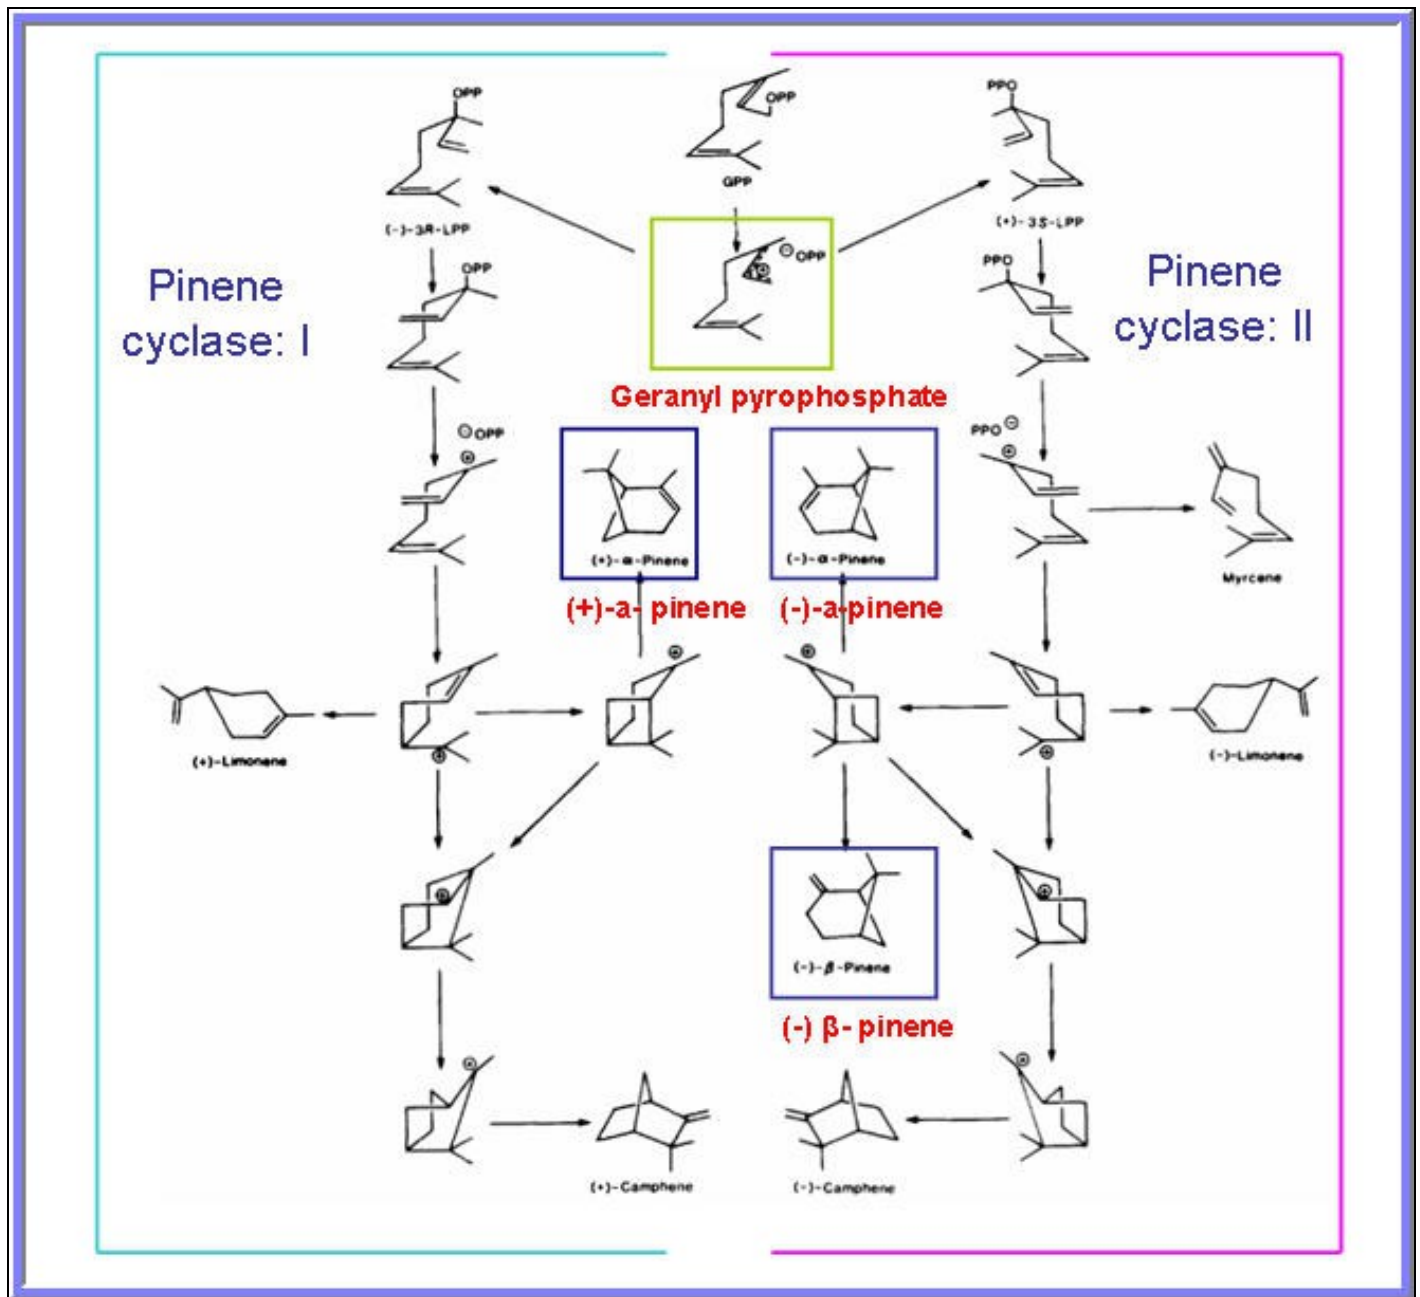 OPP
OPP
PPO
GPP
(-)-3R-LPP
(+)-3S-LPP
⊖OPP
⊕
OPP
PPO
Pinene
cyclase: I
Pinene
cyclase: II
Geranyl pyrophosphate
⊖OPP
⊕
PPO⊖
⊕
(+)-α-Pinene
(-)-α-Pinene
Myrcene
(+)-a- pinene
(-)-a-pinene
⊕
⊕
⊕
⊕
(+)-Limonene
(-)-Limonene
⊕
⊕
(-)-β-Pinene
(-) β- pinene
⊕
⊕
(+)-Camphene
(-)-Camphene